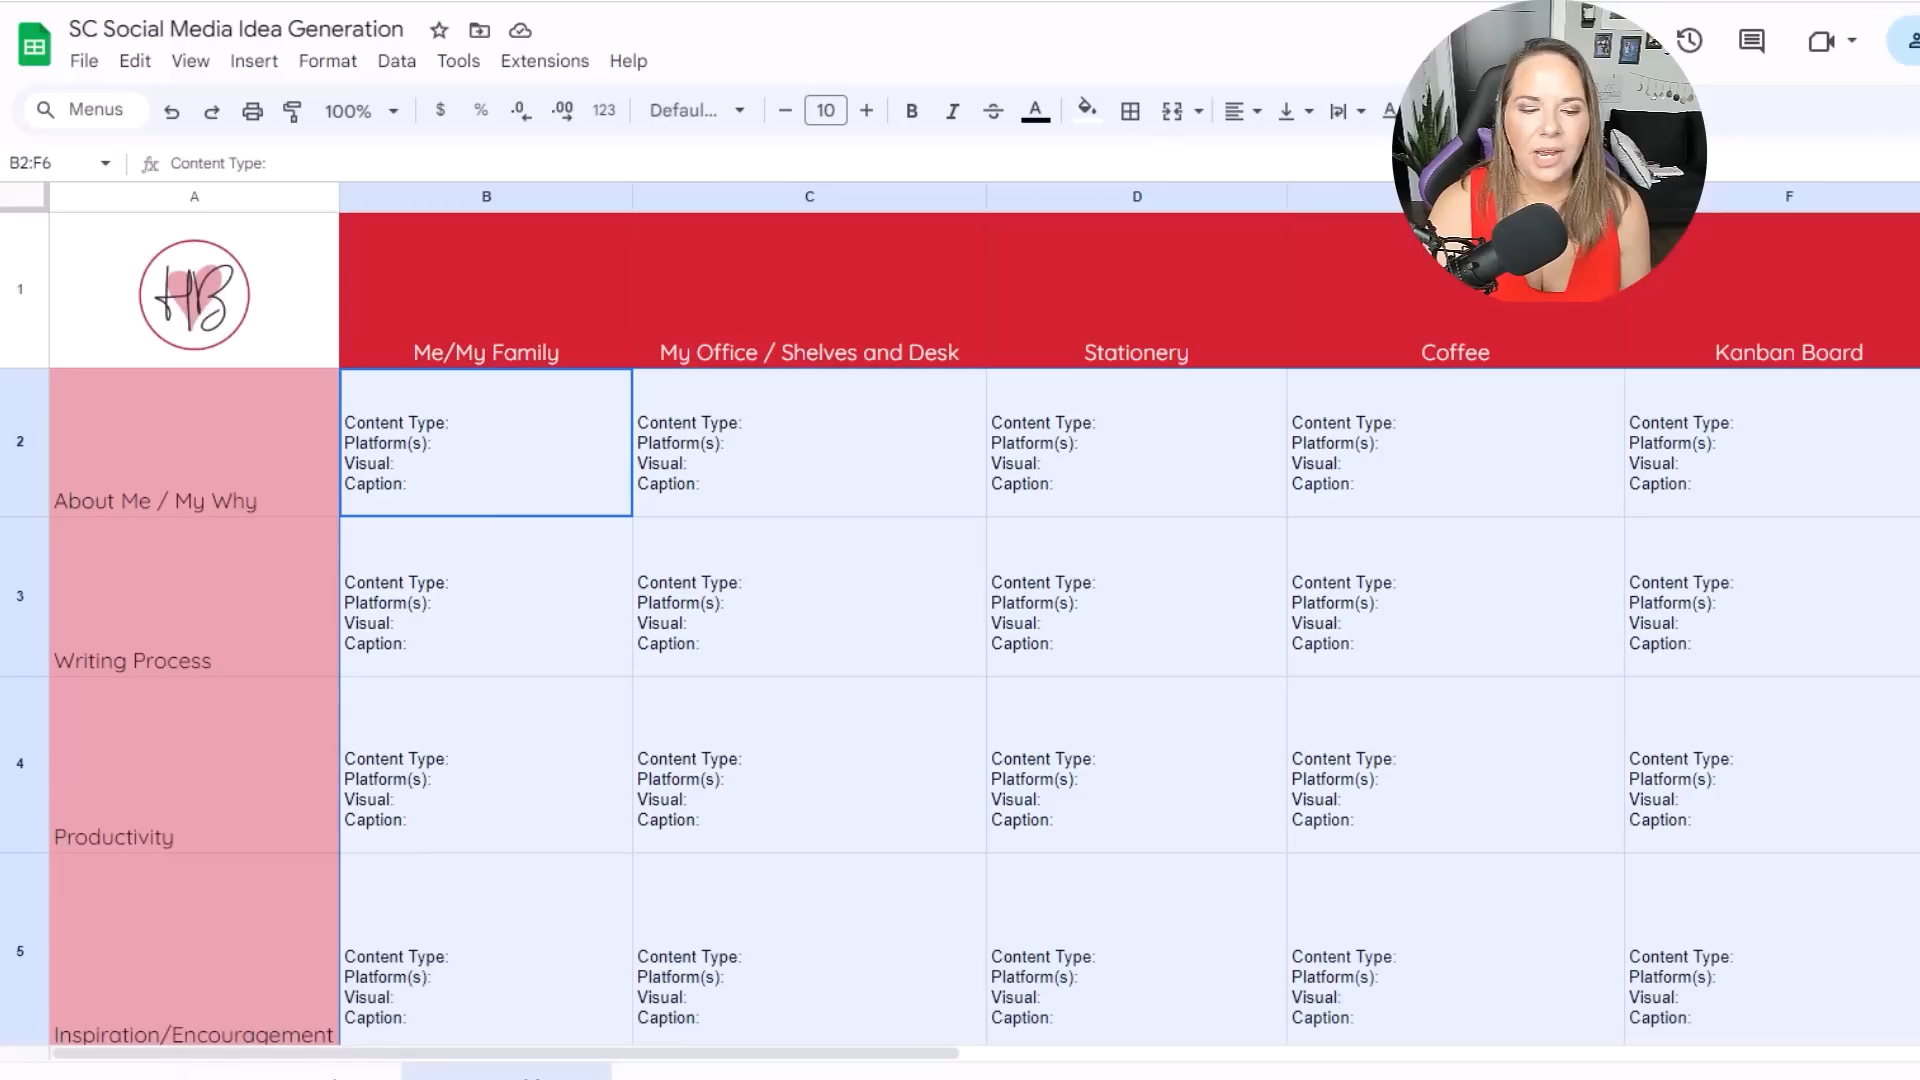 SC Social Media Idea Generation
File Edit View Insert Format Data Tools Extensions Help
Menus 100% $ % .0 .00 123 Defaul... 10 B I A
B2:F6 fx Content Type:
A B C D F
1 HB Me/My Family My Office / Shelves and Desk Stationery Coffee Kanban Board
2
Content Type: Content Type: Content Type: Content Type: Content Type:
Platform(s): Platform(s): Platform(s): Platform(s): Platform(s):
Visual: Visual: Visual: Visual: Visual:
Caption: Caption: Caption: Caption: Caption:
About Me / My Why
3
Content Type: Content Type: Content Type: Content Type: Content Type:
Platform(s): Platform(s): Platform(s): Platform(s): Platform(s):
Visual: Visual: Visual: Visual: Visual:
Caption: Caption: Caption: Caption: Caption:
Writing Process
4
Content Type: Content Type: Content Type: Content Type: Content Type:
Platform(s): Platform(s): Platform(s): Platform(s): Platform(s):
Visual: Visual: Visual: Visual: Visual:
Caption: Caption: Caption: Caption: Caption:
Productivity
5
Content Type: Content Type: Content Type: Content Type: Content Type:
Platform(s): Platform(s): Platform(s): Platform(s): Platform(s):
Visual: Visual: Visual: Visual: Visual:
Caption: Caption: Caption: Caption: Caption:
Inspiration/Encouragement